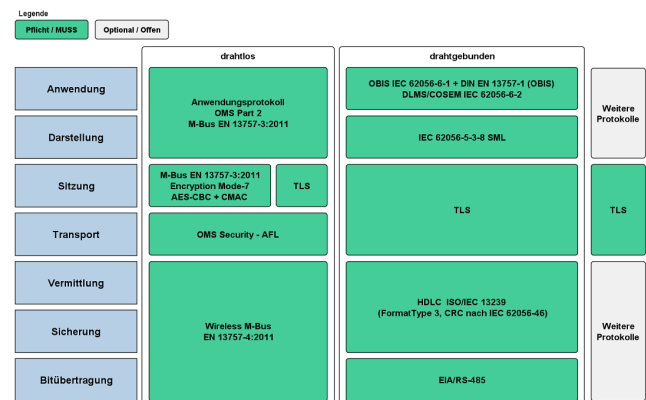 Legende
Pflicht / MUSS
Optional / Offen
drahtlos
drahtgebunden
Anwendung
Darstellung
Sitzung
Transport
Vermittlung
Sicherung
Bitübertragung
Anwendungsprotokoll
OMS Part 2
M-Bus EN 13757-3:2011
M-Bus EN 13757-3:2011
Encryption Mode-7
AES-CBC + CMAC
TLS
OMS Security - AFL
Wireless M-Bus
EN 13757-4:2011
OBIS IEC 62056-6-1 + DIN EN 13757-1 (OBIS)
DLMS/COSEM IEC 62056-6-2
IEC 62056-5-3-8 SML
TLS
HDLC ISO/IEC 13239
(FormatType 3, CRC nach IEC 62056-46)
EIA/RS-485
Weitere
Protokolle
TLS
Weitere
Protokolle